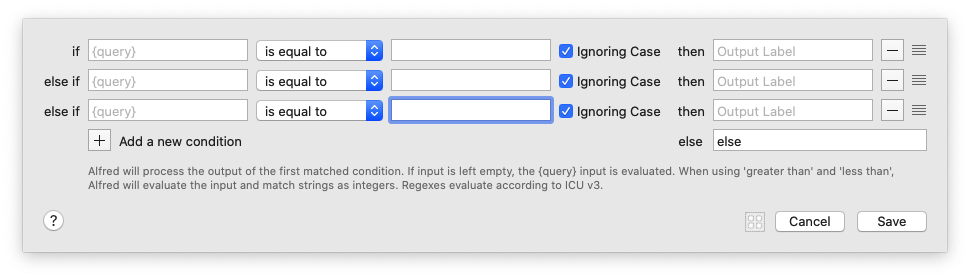 if {query} is equal to Ignoring Case then Output Label
else if {query} is equal to Ignoring Case then Output Label
else if {query} is equal to Ignoring Case then Output Label
+ Add a new condition else else
Alfred will process the output of the first matched condition. If input is left empty, the {query} input is evaluated. When using 'greater than' and 'less than',
Alfred will evaluate the input and match strings as integers. Regexes evaluate according to ICU v3.
? Cancel Save